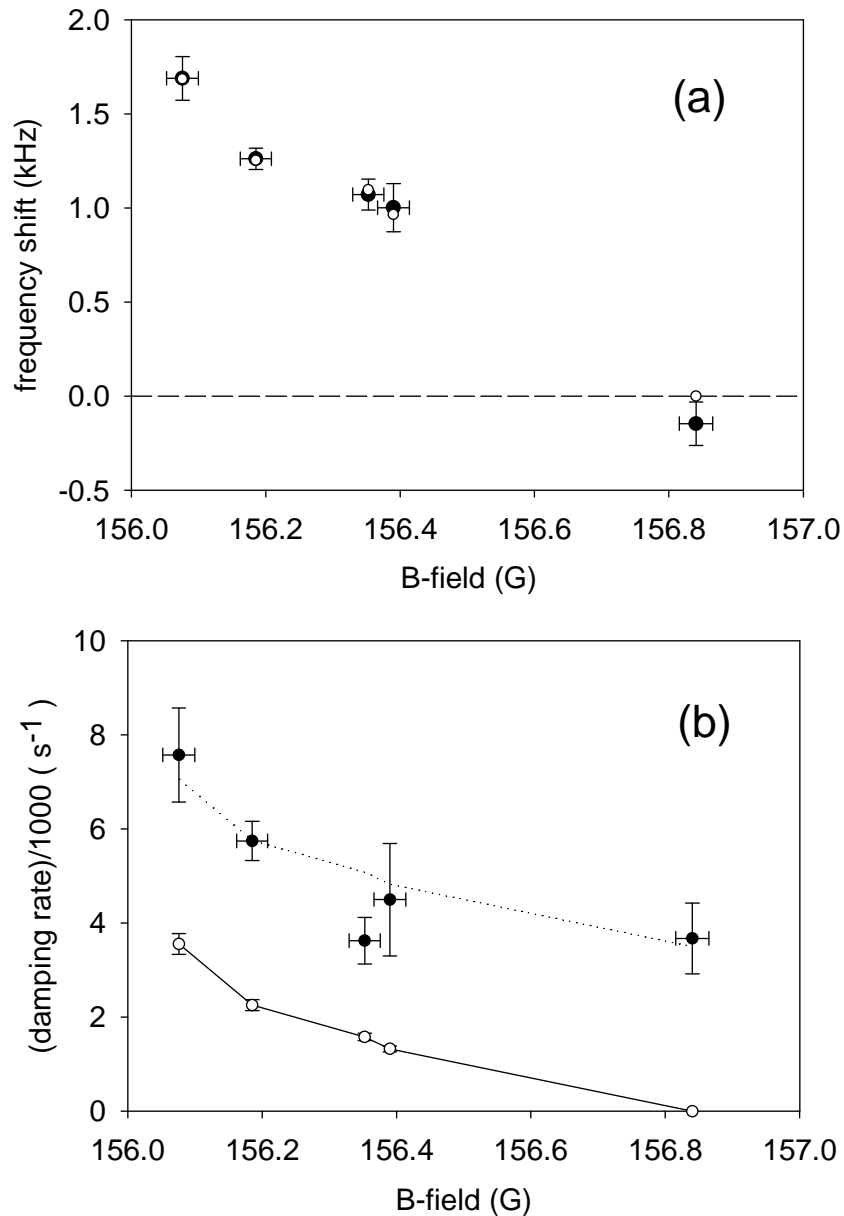 2.0
1.5
1.0
0.5
0.0
-0.5
frequency shift (kHz)
(a)
156.0 156.2 156.4 156.6 156.8 157.0
B-field (G)
10
8
6
4
2
0
(damping rate)/1000 ( s-1 )
(b)
156.0 156.2 156.4 156.6 156.8 157.0
B-field (G)